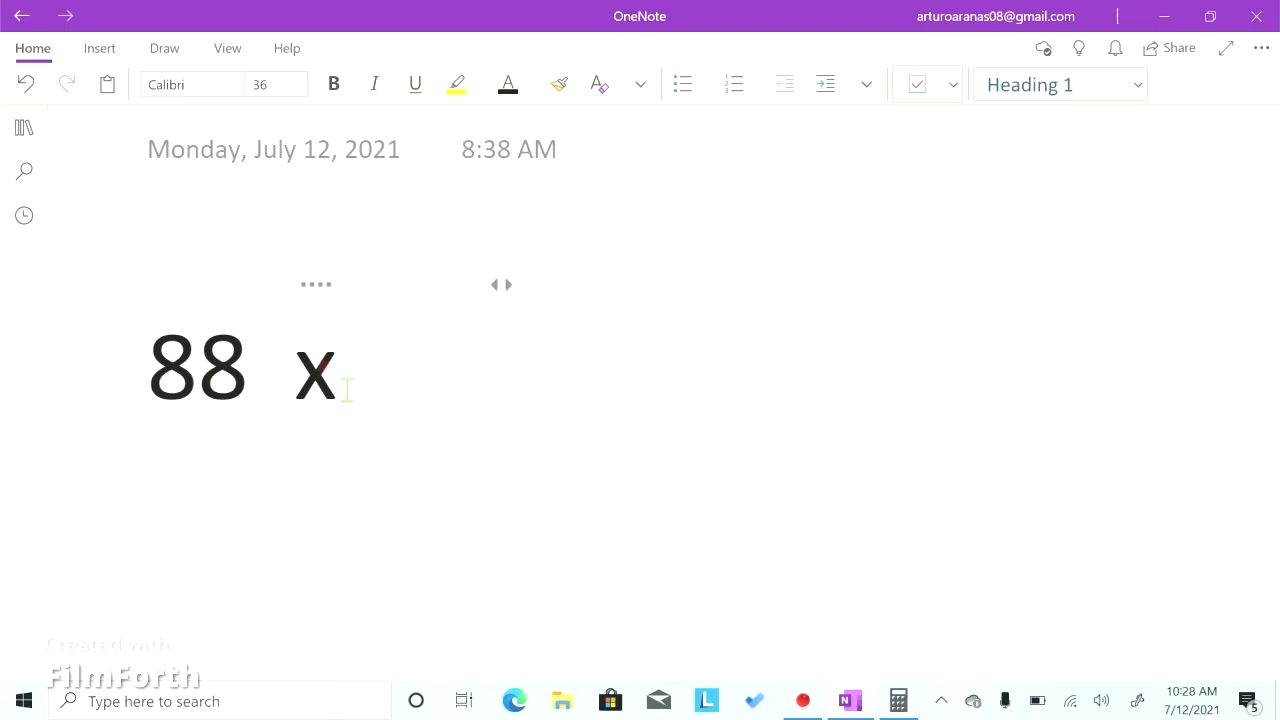 OneNote
arturoaranas08@gmail.com
Home Insert Draw View Help
Share
Calibri 36 B I U A A Heading 1
Monday, July 12, 2021 8:38 AM
88 x
Created with
FilmForth
Type here to search
L
N
10:28 AM
7/12/2021
5